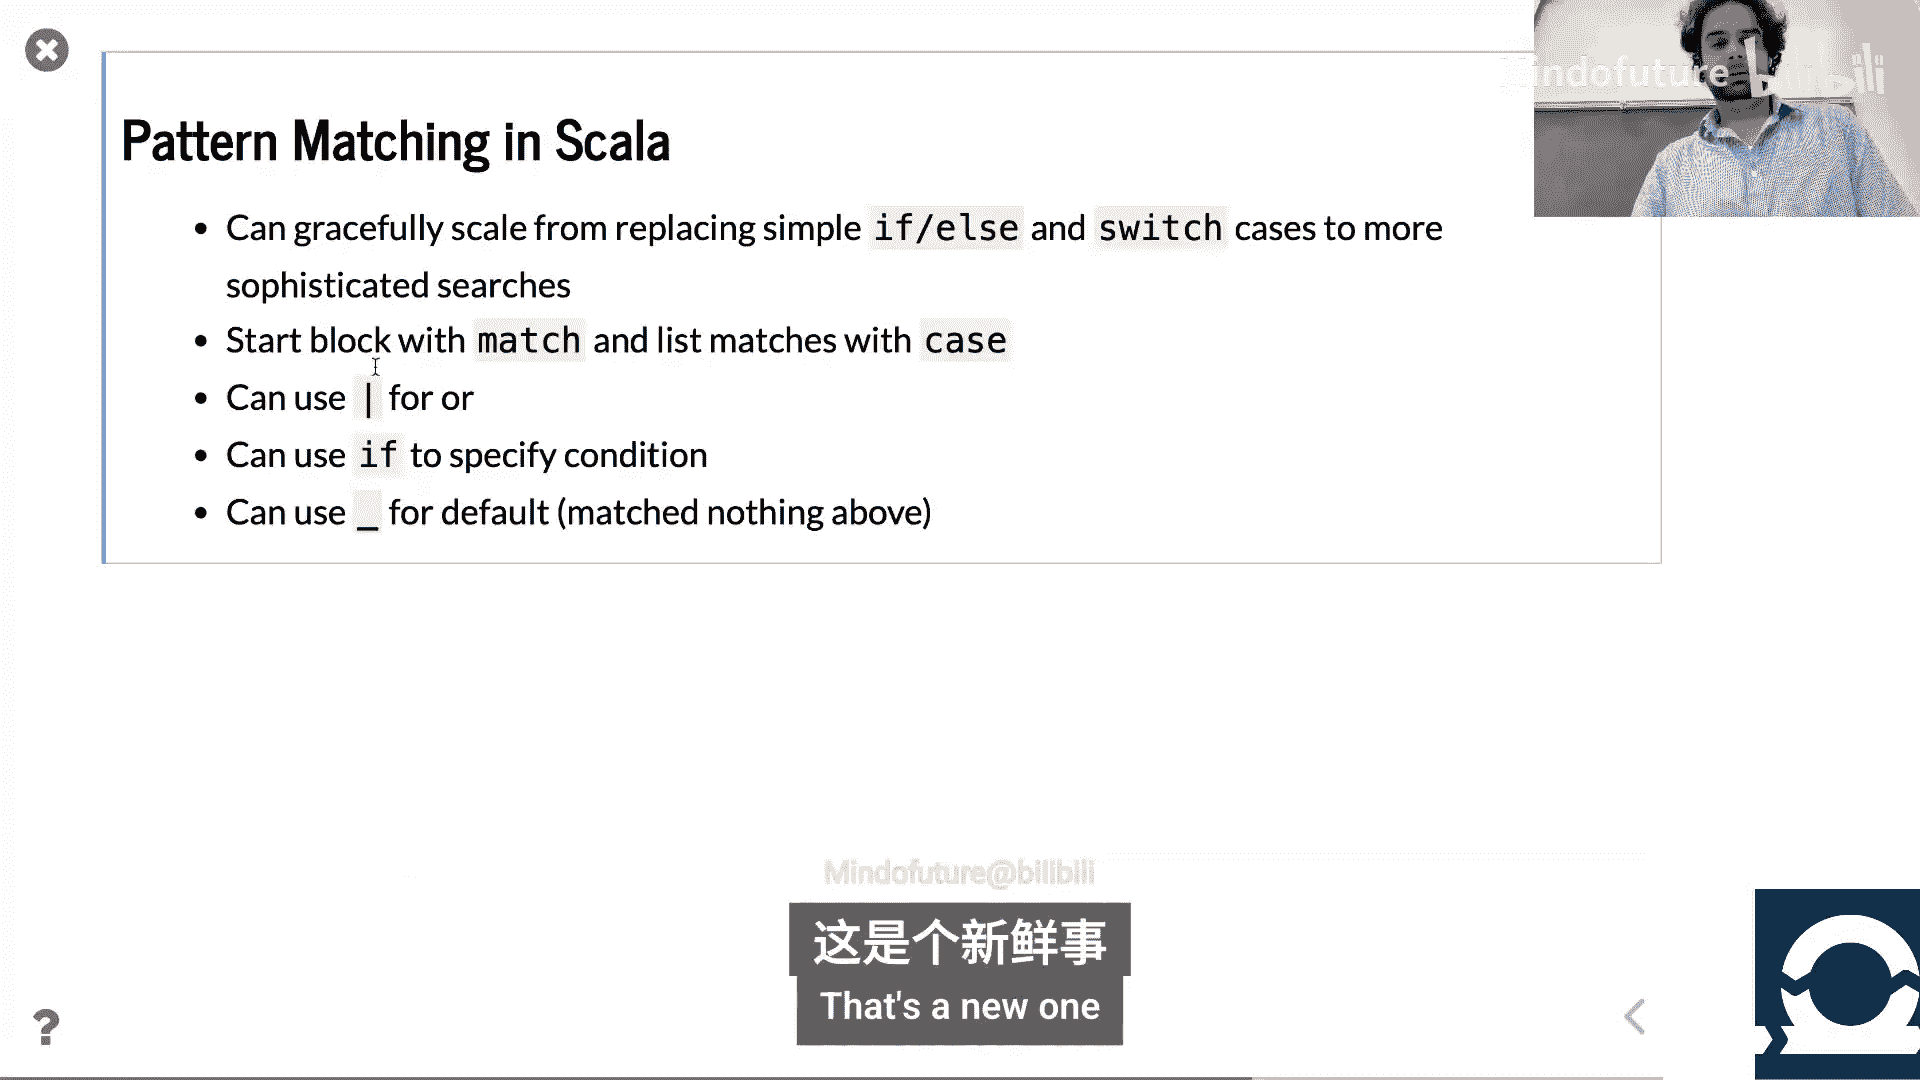 Mindofuture bilibili
Pattern Matching in Scala
• Can gracefully scale from replacing simple if/else and switch cases to more
sophisticated searches
• Start block with match and list matches with case
• Can use | for or
• Can use if to specify condition
• Can use _ for default (matched nothing above)
Mindofuture@bilibili
这是个新鲜事
That's a new one
?